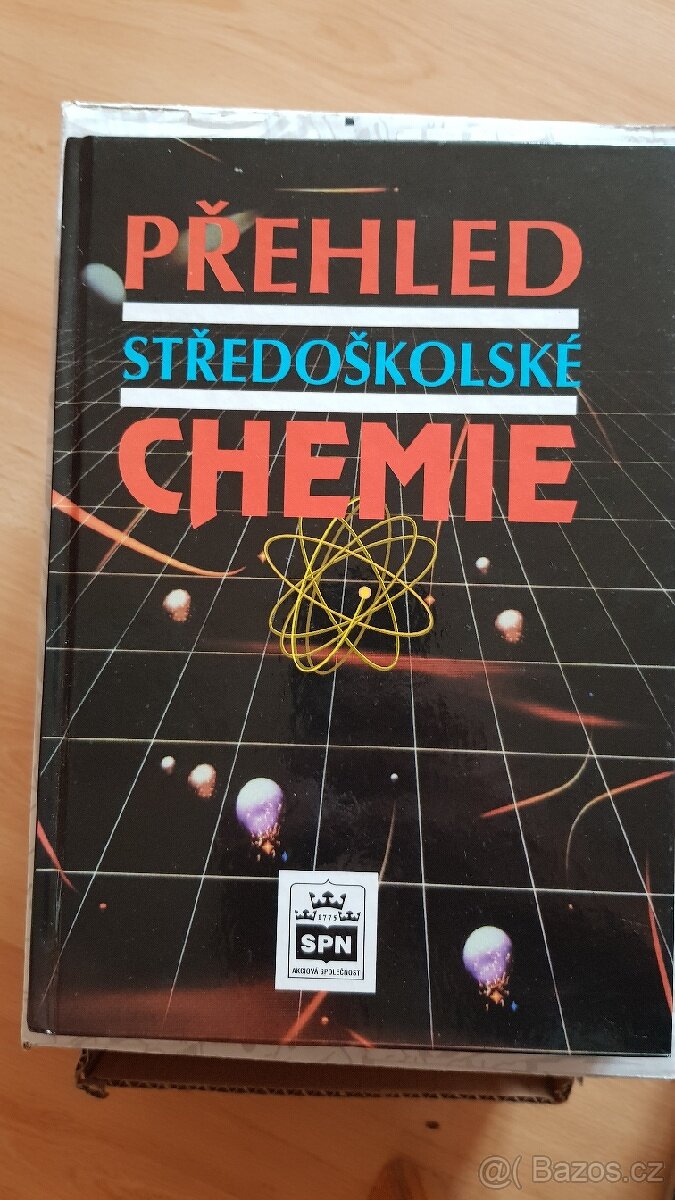 PŘEHLED
STŘEDOŠKOLSKÉ
CHEMIE
1775
SPN
AKCIOVÁ SPOLEČNOST
@( Bazos.cz